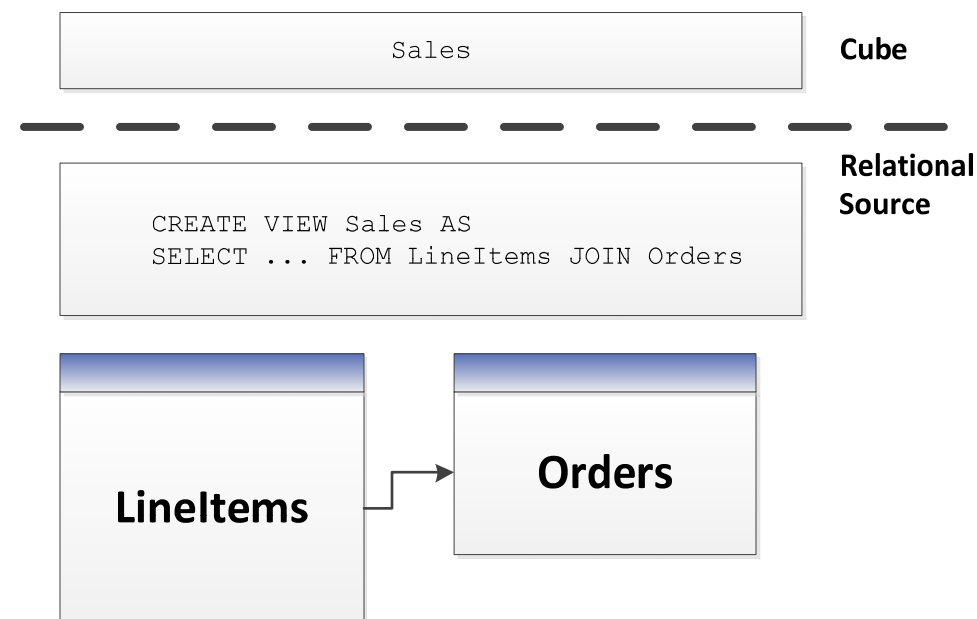 Sales
Cube
Relational
Source
CREATE VIEW Sales AS
SELECT ... FROM LineItems JOIN Orders
LineItems
Orders